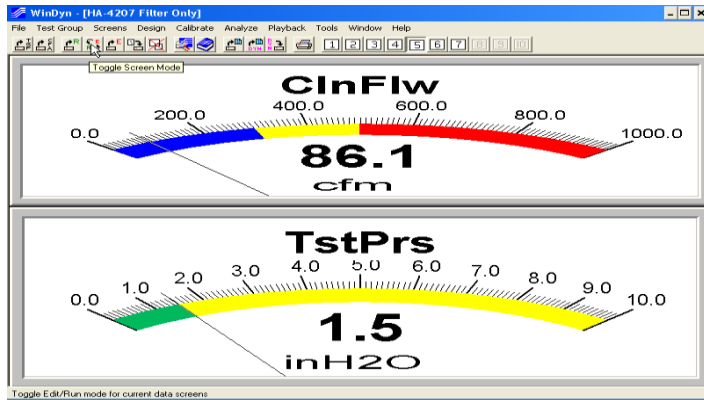 WinDyn - [HA-4207 Filter Only]
File Test Group Screens Design Calibrate Analyze Playback Tools Window Help
1 2 3 4 5 6 7 8 9 10
Toggle Screen Mode
ClnFlw
0.0 200.0 400.0 600.0 800.0 1000.0
86.1
cfm
TstPrs
0.0 1.0 2.0 3.0 4.0 5.0 6.0 7.0 8.0 9.0 10.0
1.5
inH2O
Toggle Edit/Run mode for current data screens